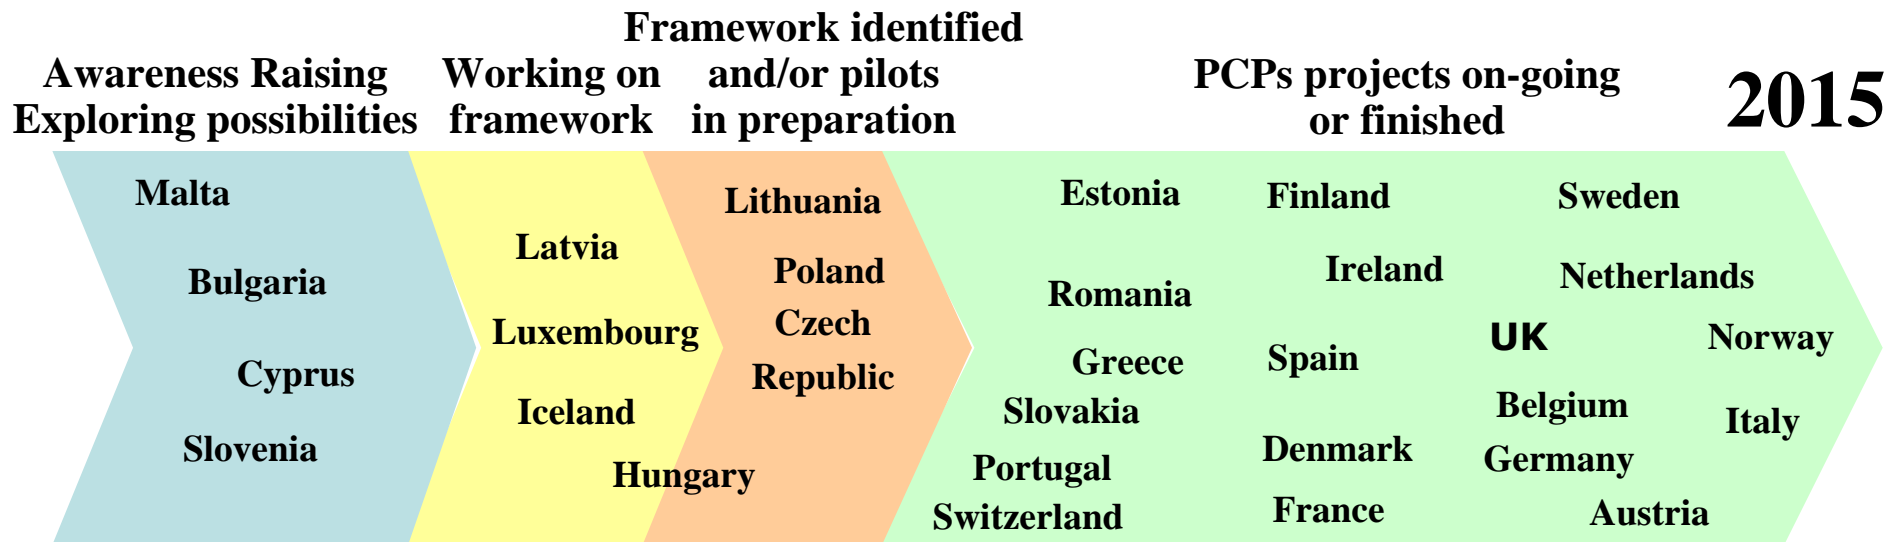 Awareness Raising
Exploring possibilities
Working on
framework
Framework identified
and/or pilots
in preparation
PCPs projects on-going
or finished
2015
Malta
Bulgaria
Cyprus
Slovenia
Latvia
Luxembourg
Iceland
Hungary
Lithuania
Poland
Czech
Republic
Estonia
Romania
Greece
Slovakia
Portugal
Switzerland
Finland
Ireland
Spain
Denmark
France
Sweden
Netherlands
UK
Norway
Belgium
Italy
Germany
Austria